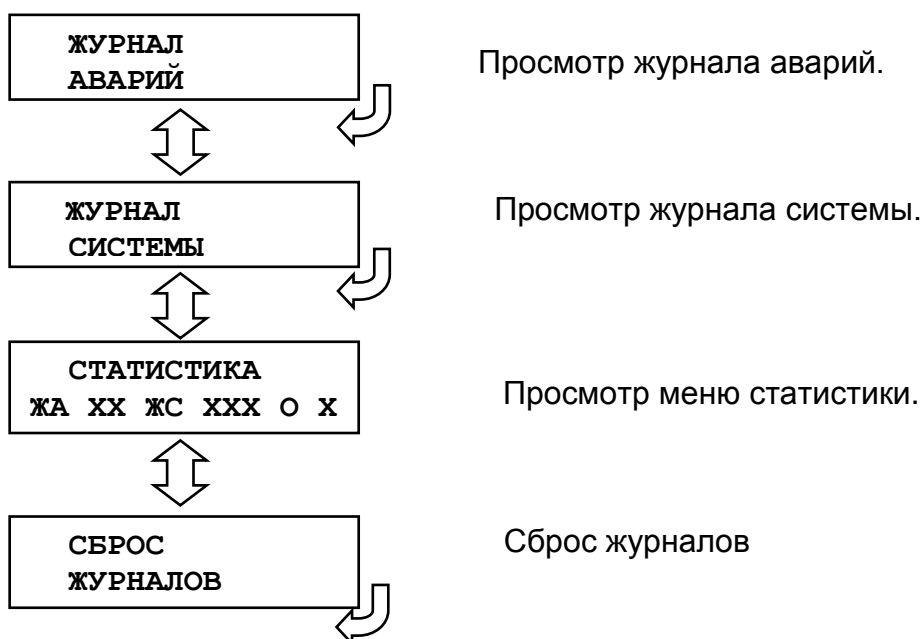 ЖУРНАЛ
АВАРИЙ
Просмотр журнала аварий.
ЖУРНАЛ
СИСТЕМЫ
Просмотр журнала системы.
СТАТИСТИКА
ЖА ХХ ЖС ХХХ О Х
Просмотр меню статистики.
СБРОС
ЖУРНАЛОВ
Сброс журналов